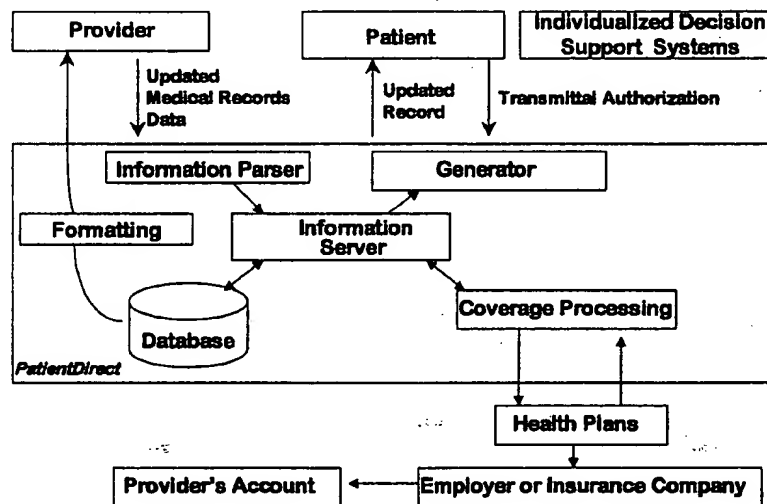 Provider
Patient
Individualized Decision
Support Systems
Updated
Medical Records
Data
Updated
Record
Transmittal Authorization
Information Parser
Generator
Formatting
Information
Server
Database
Coverage Processing
PatientDirect
Health Plans
Provider's Account
Employer or Insurance Company